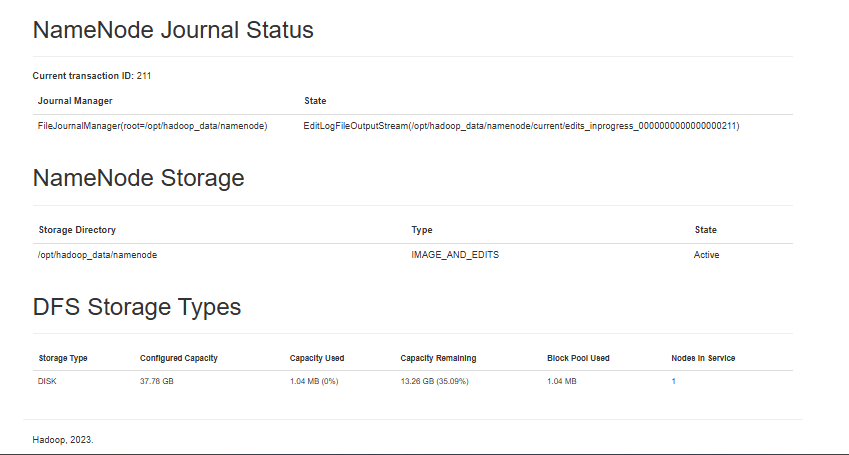 NameNode Journal Status
Current transaction ID: 211
Journal Manager State
FileJournalManager(root=/opt/hadoop_data/namenode) EditLogFileOutputStream(/opt/hadoop_data/namenode/current/edits_inprogress_0000000000000000211)
NameNode Storage
Storage Directory Type State
/opt/hadoop_data/namenode IMAGE_AND_EDITS Active
DFS Storage Types
Storage Type Configured Capacity Capacity Used Capacity Remaining Block Pool Used Nodes In Service
DISK 37.78 GB 1.04 MB (0%) 13.26 GB (35.09%) 1.04 MB 1
Hadoop, 2023.